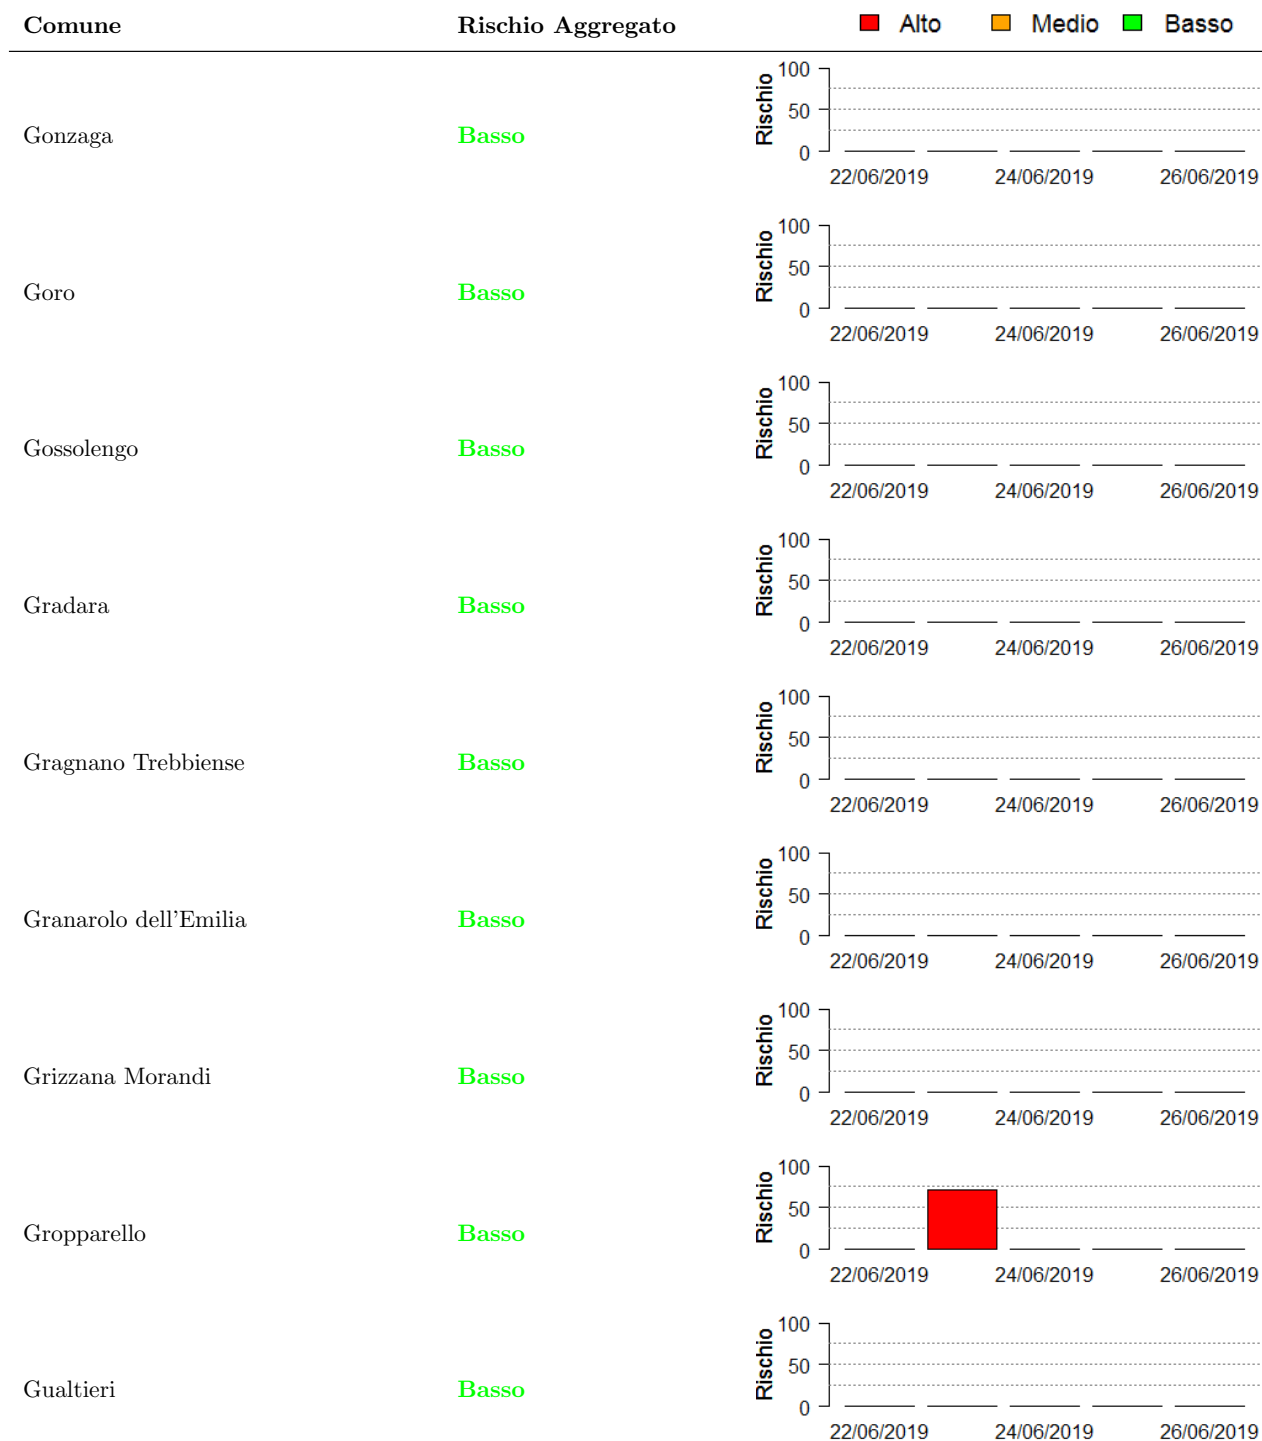 Comune Rischio Aggregato Alto Medio Basso
100
Rischio
50
Gonzaga Basso
0
22/06/2019 24/06/2019 26/06/2019
100
Rischio
50
Goro Basso
0
22/06/2019 24/06/2019 26/06/2019
100
Rischio
50
Gossolengo Basso
0
22/06/2019 24/06/2019 26/06/2019
100
Rischio
50
Gradara Basso
0
22/06/2019 24/06/2019 26/06/2019
100
Rischio
50
Gragnano Trebbiense Basso
0
22/06/2019 24/06/2019 26/06/2019
100
Rischio
50
Granarolo dell'Emilia Basso
0
22/06/2019 24/06/2019 26/06/2019
100
Rischio
50
Grizzana Morandi Basso
0
22/06/2019 24/06/2019 26/06/2019
100
Rischio
50
Gropparello Basso
0
22/06/2019 24/06/2019 26/06/2019
100
Rischio
50
Gualtieri Basso
0
22/06/2019 24/06/2019 26/06/2019